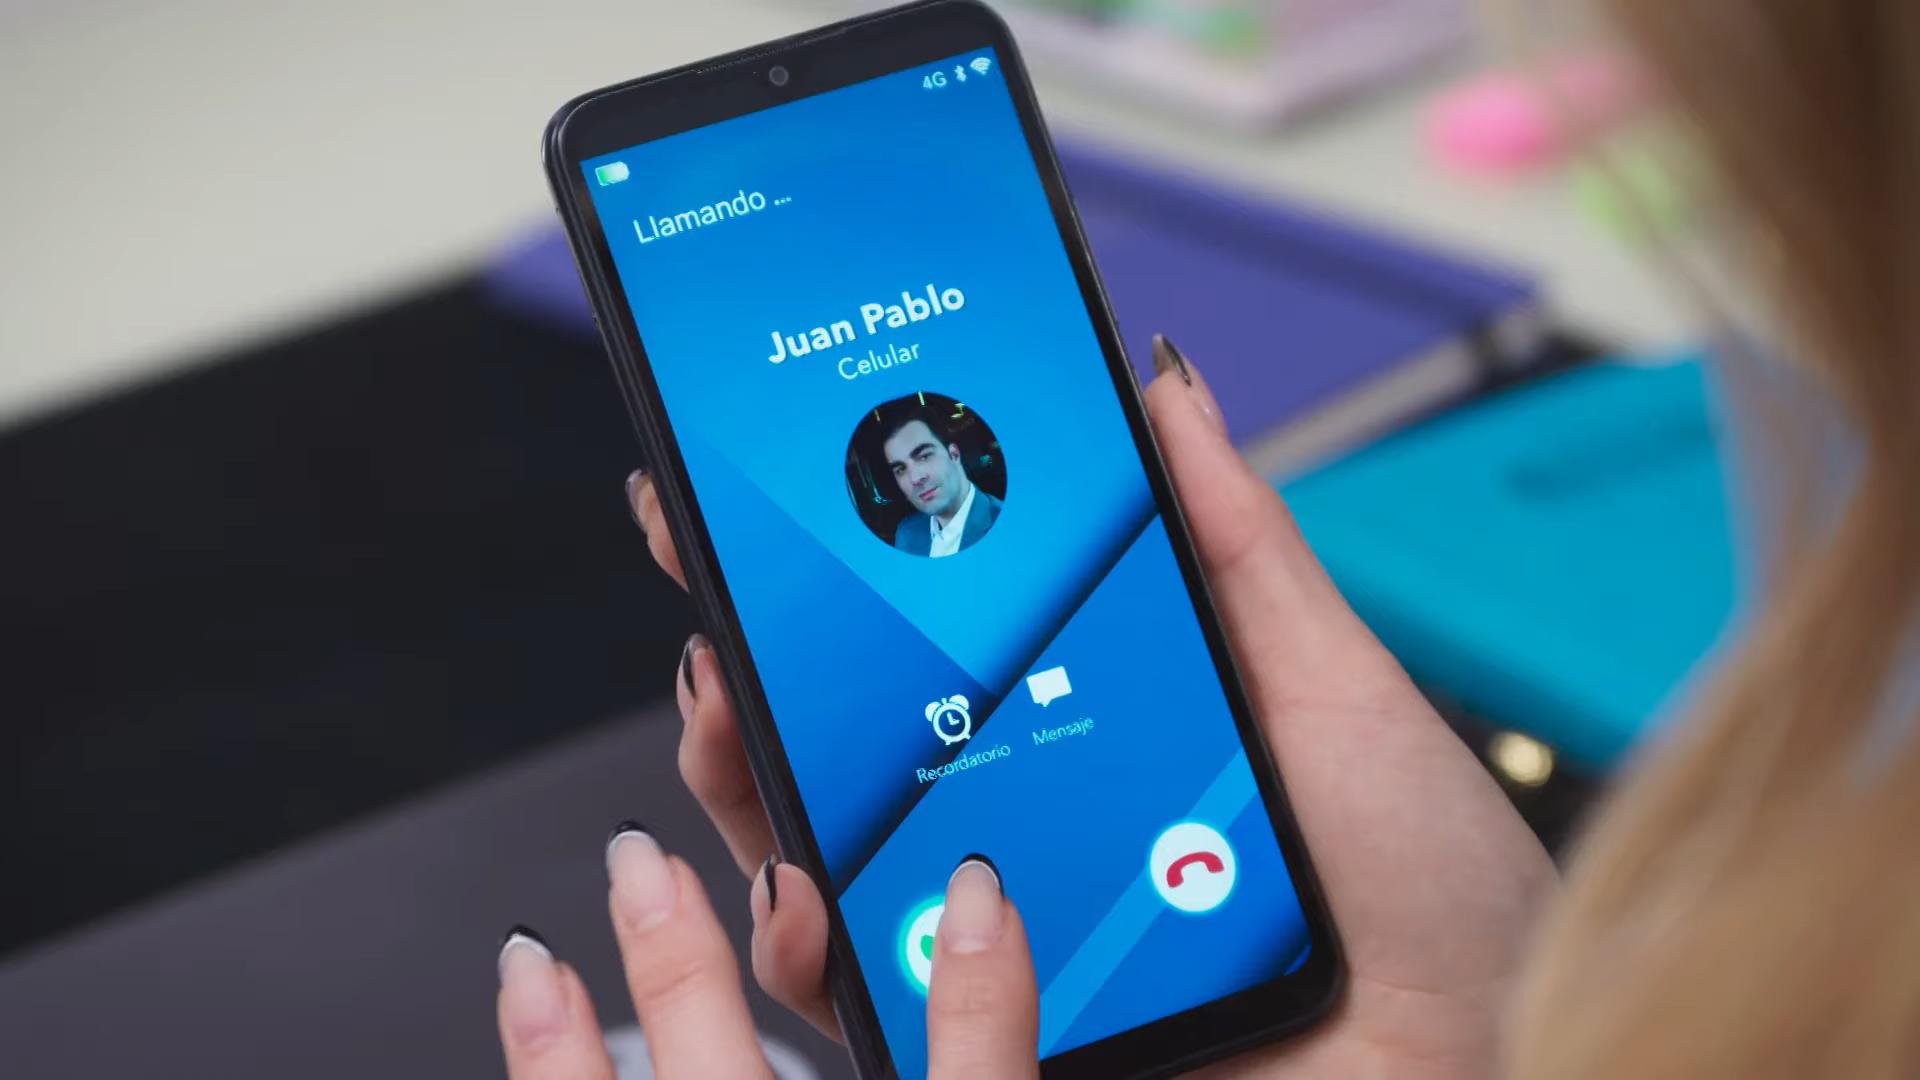 4G
Llamando ...
Juan Pablo
Celular
Recordatorio
Mensaje